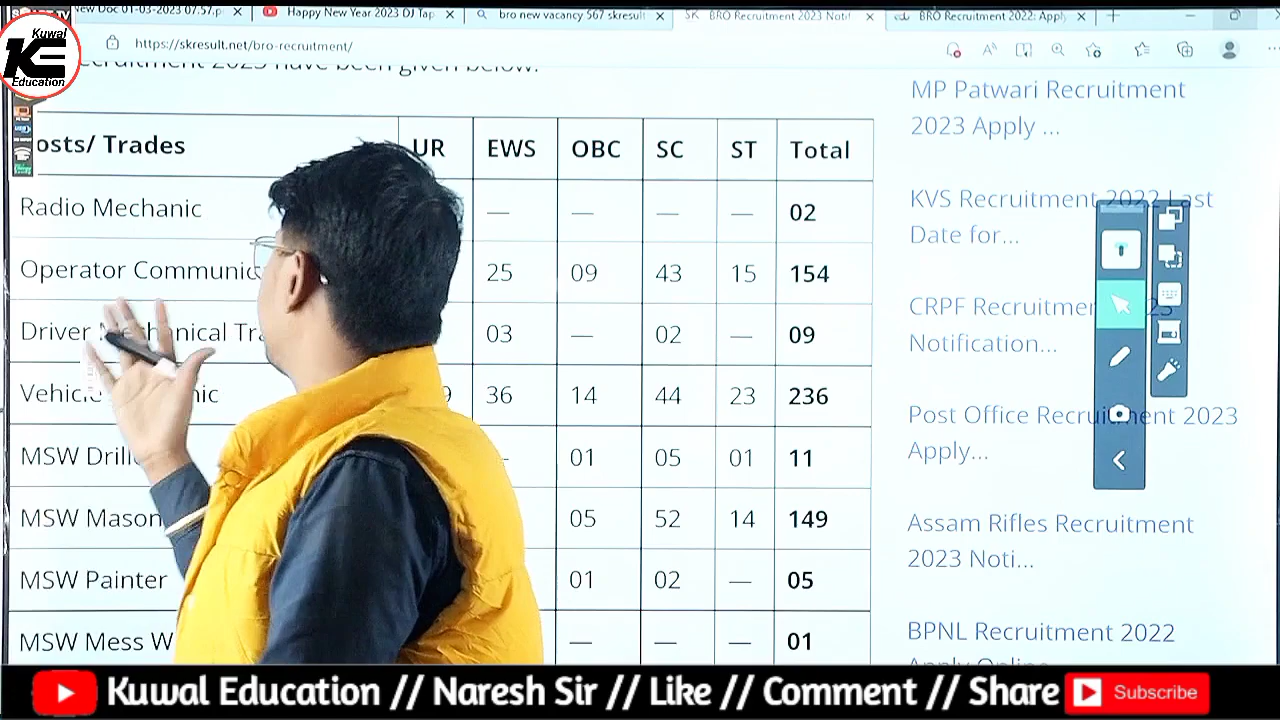 New Doc 01-03-2023 07.57.p
Happy New Year 2023 DJ Tap
bro new vacancy 567 skresult
BRO Recruitment 2023 Notif
BRO Recruitment 2022: Apply
Kuwal
KE
Education
https://skresult.net/bro-recruitment/
ecruitment 2023 have been given below.
osts/ Trades UR EWS OBC SC ST Total
Radio Mechanic — — — — 02
Operator Communic 25 09 43 15 154
Driver Mechanical Tra 03 — 02 — 09
36 14 44 23 236
MSW Drill 01 05 01 11
MSW Mason 05 52 14 149
MSW Painter 01 02 — 05
MSW Mess W — — — 01
MP Patwari Recruitment
2023 Apply ...
KVS Recruitment 2022 Last
Date for...
CRPF Recruitmen 23
Notification...
Post Office Recruitment 2023
Apply...
Assam Rifles Recruitment
2023 Noti...
BPNL Recruitment 2022
Apply Online
Kuwal Education // Naresh Sir // Like // Comment // Share
Subscribe